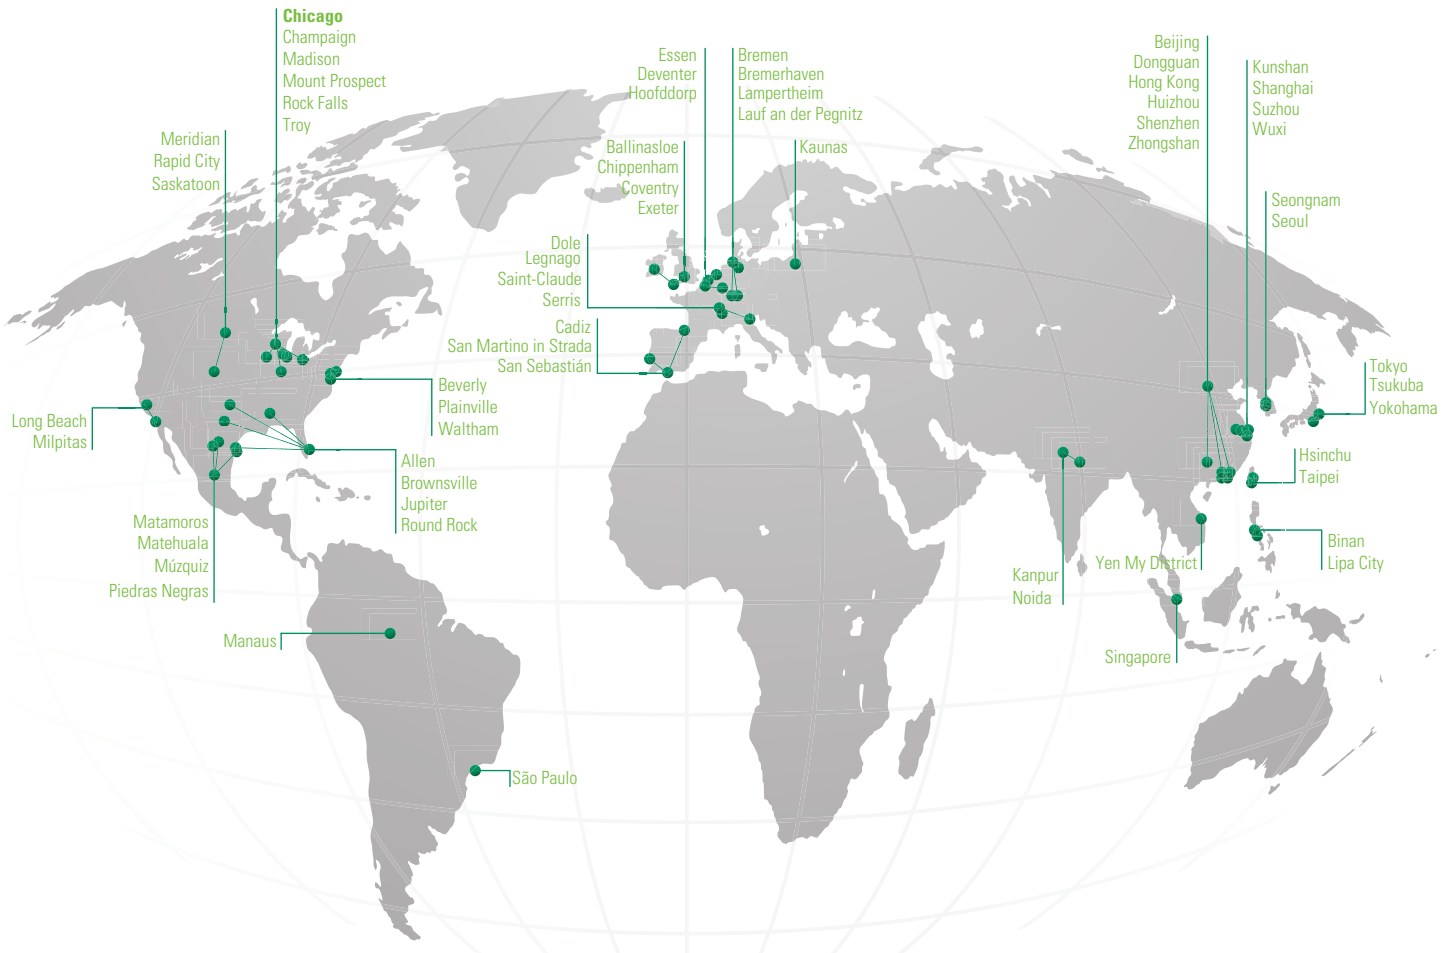 Chicago
Champaign
Madison
Mount Prospect
Rock Falls
Troy
Meridian
Rapid City
Saskatoon
Essen
Deventer
Hoofddorp
Bremen
Bremerhaven
Lampertheim
Lauf an der Pegnitz
Ballinasloe
Chippenham
Coventry
Exeter
Kaunas
Beijing
Dongguan
Hong Kong
Huizhou
Shenzhen
Zhongshan
Kunshan
Shanghai
Suzhou
Wuxi
Seongnam
Seoul
Dole
Legnago
Saint-Claude
Serris
Cadiz
San Martino in Strada
San Sebastián
Tokyo
Tsukuba
Yokohama
Long Beach
Milpitas
Beverly
Plainville
Waltham
Allen
Brownsville
Jupiter
Round Rock
Hsinchu
Taipei
Matamoros
Matehuala
Múzquiz
Piedras Negras
Binan
Lipa City
Kanpur
Noida
Yen My District
Manaus
Singapore
São Paulo